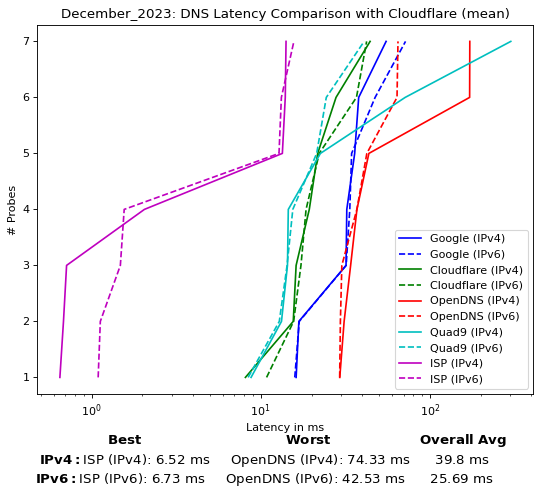 December_2023: DNS Latency Comparison with Cloudflare (mean)
7
6
5
4
3
2
1
# Probes
Google (IPv4)
Google (IPv6)
Cloudflare (IPv4)
Cloudflare (IPv6)
OpenDNS (IPv4)
OpenDNS (IPv6)
Quad9 (IPv4)
Quad9 (IPv6)
ISP (IPv4)
ISP (IPv6)
10⁰ 10¹ 10²
Latency in ms
Best Worst Overall Avg
IPv4: ISP (IPv4): 6.52 ms OpenDNS (IPv4): 74.33 ms 39.8 ms
IPv6: ISP (IPv6): 6.73 ms OpenDNS (IPv6): 42.53 ms 25.69 ms